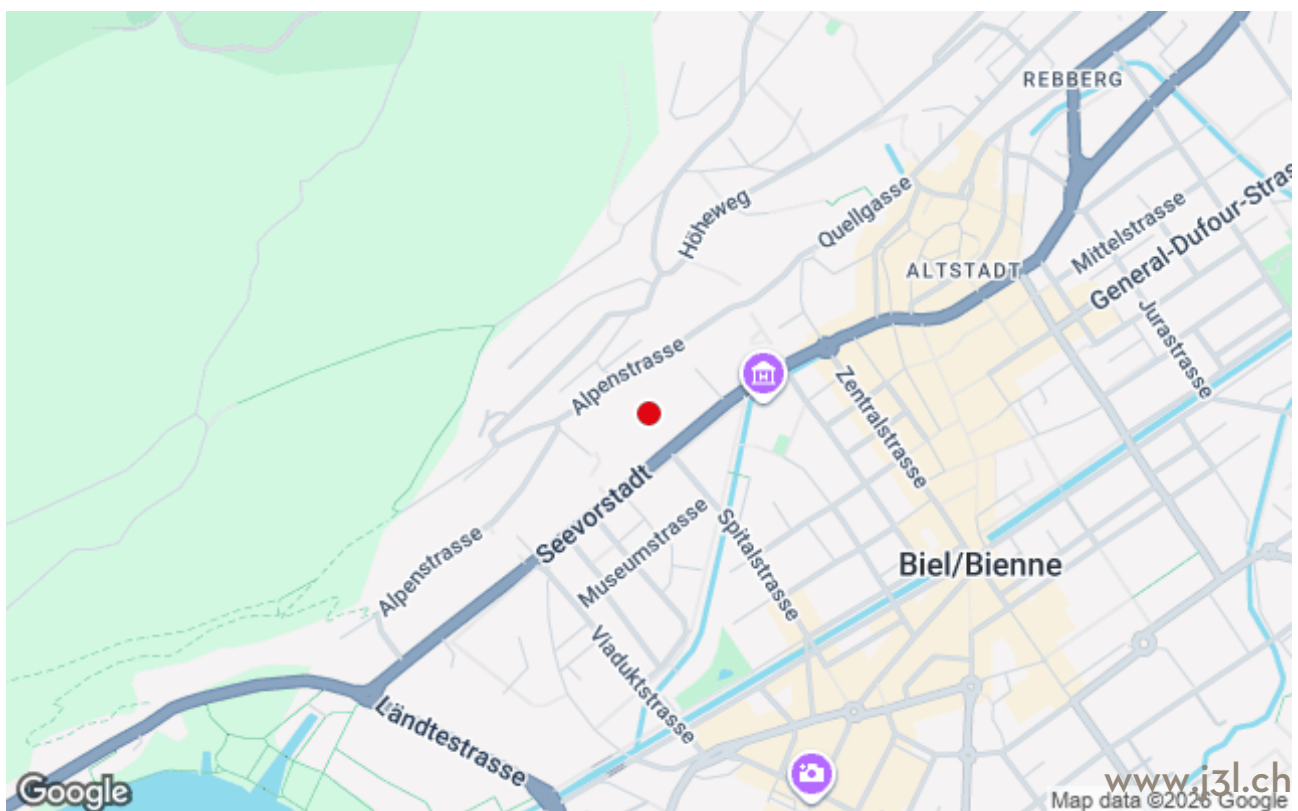 REBBERG
Höheweg
Quellgasse
Mittelstrasse
General-Dufour-Stras
ALTSTADT
Jurastrasse
Alpenstrasse
Zentralstrasse
Seevorstadt
Museumstrasse
Spitalstrasse
Biel/Bienne
Alpenstrasse
Viaduktstrasse
Ländtestrasse
H
Google
www.j3l.ch
Map data ©2026 Google